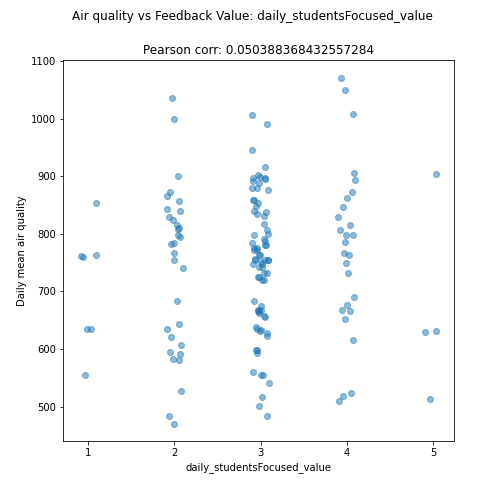 Air quality vs Feedback Value: daily_studentsFocused_value
Pearson corr: 0.050388368432557284
1100
1000
900
800
700
600
500
Daily mean air quality
1 2 3 4 5
daily_studentsFocused_value